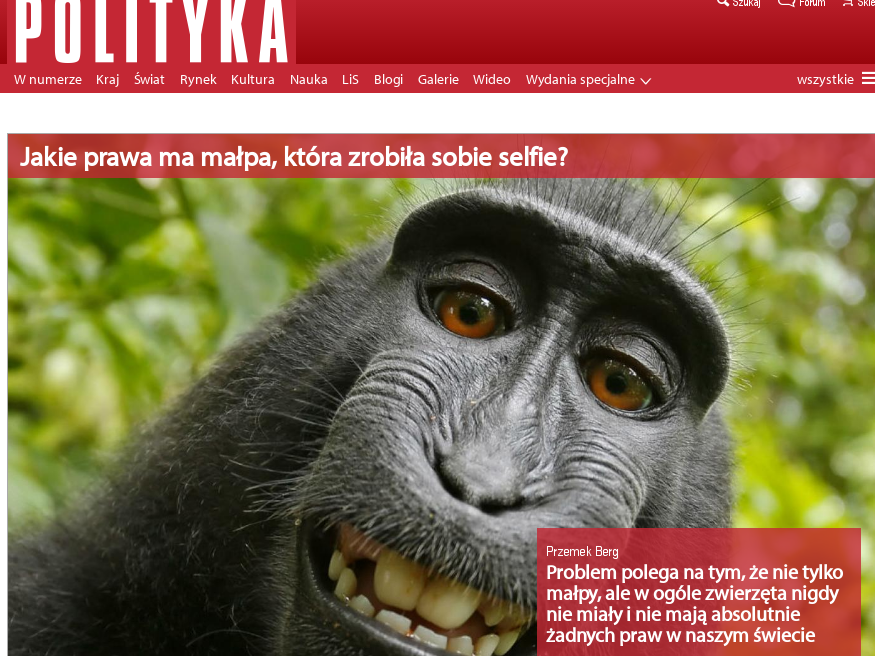 POLITYKA
Szukaj Forum
W numerze Kraj Świat Rynek Kultura Nauka LiS Blogi Galerie Wideo Wydania specjalne wszystkie
Jakie prawa ma małpa, która zrobiła sobie selfie?
Przemek Berg
Problem polega na tym, że nie tylko
małpy, ale w ogóle zwierzęta nigdy
nie miały i nie mają absolutnie
żadnych praw w naszym świecie